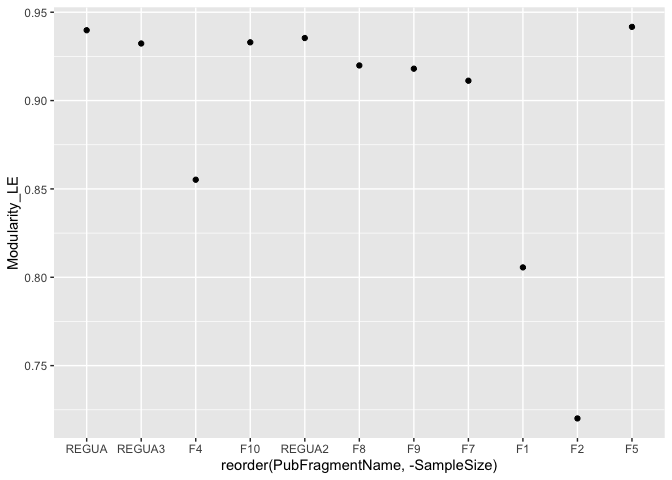 Modularity_LE
0.95
0.90
0.85
0.80
0.75
REGUA REGUA3 F4 F10 REGUA2 F8 F9 F7 F1 F2 F5
reorder(PubFragmentName, -SampleSize)